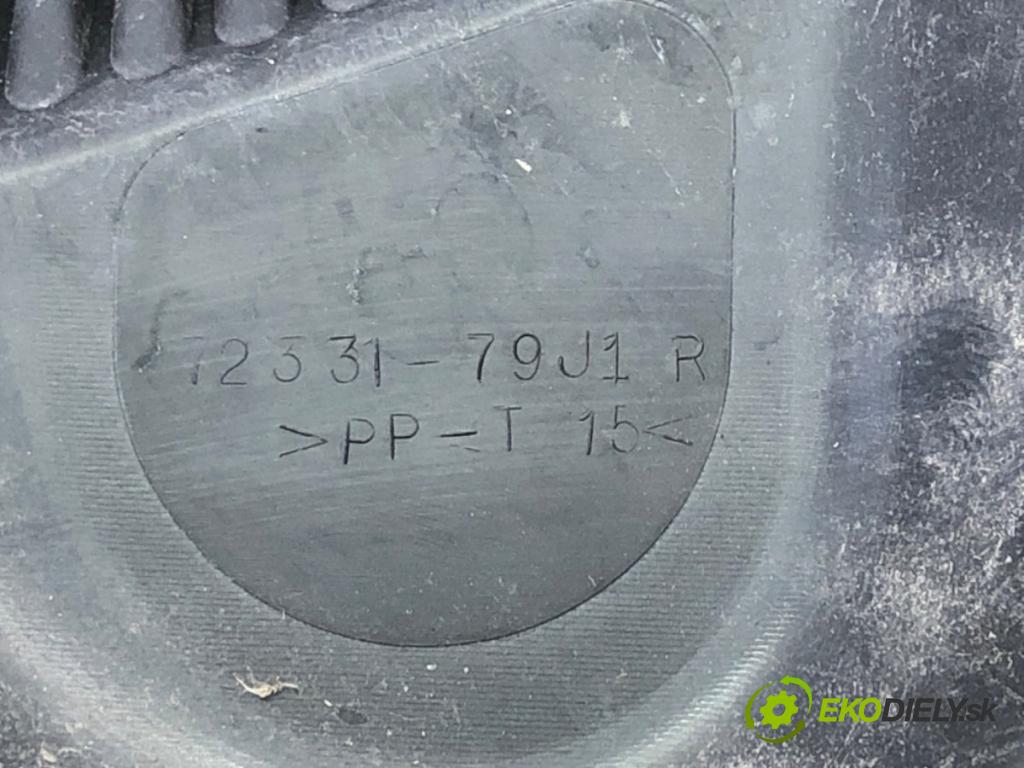 72331-79J1 R
>PP-T 15<
EKODIELY.sk